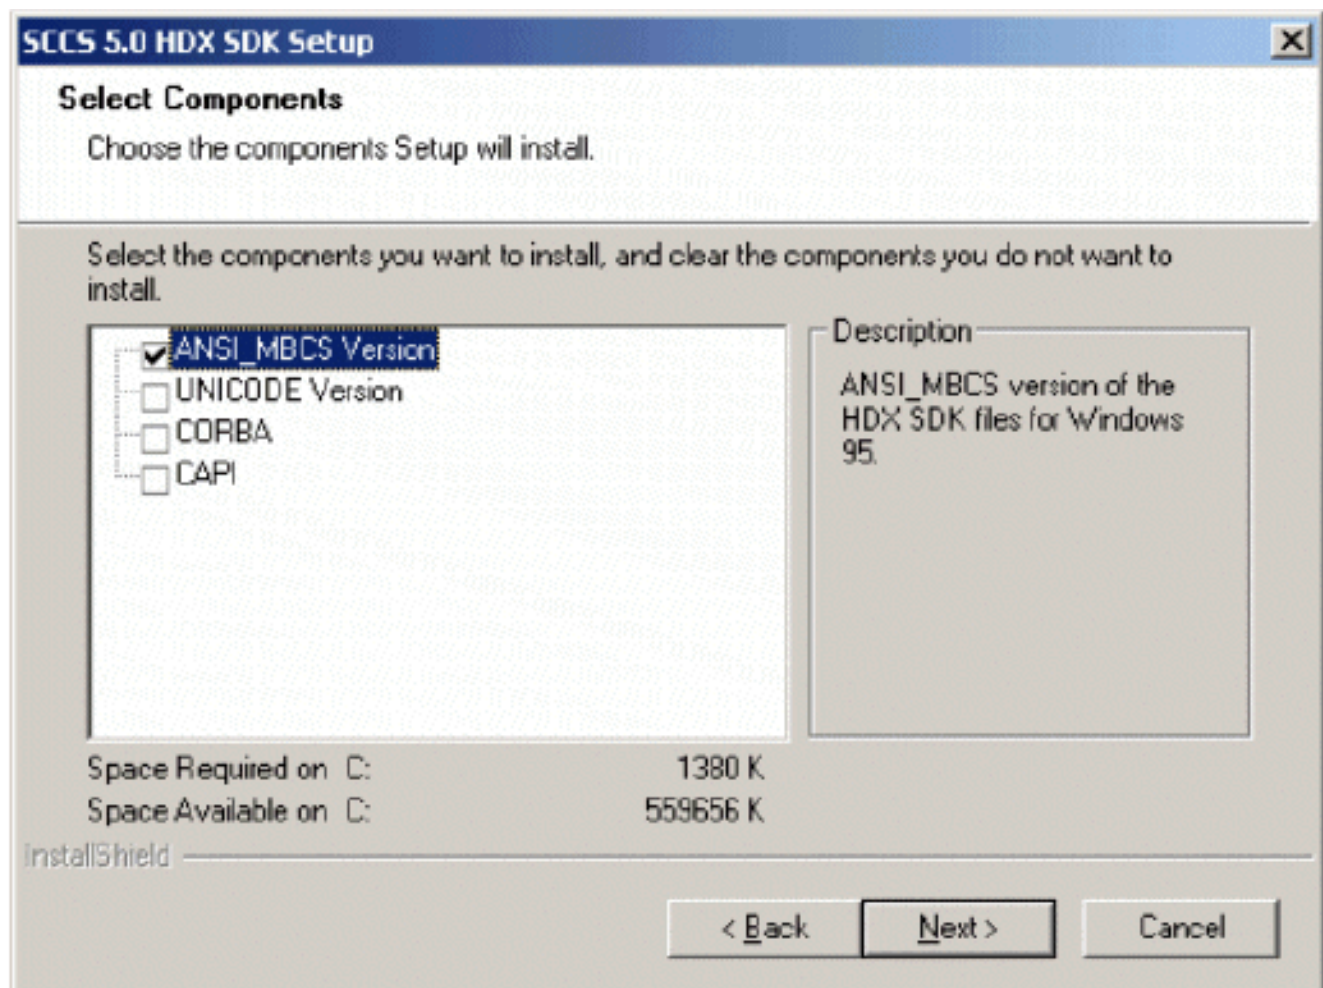 SCCS 5.0 HDX SDK Setup
Select Components
Choose the components Setup will install.
Select the components you want to install, and clear the components you do not want to
install.
ANSI_MBCS Version
UNICODE Version
CORBA
CAPI
Description
ANSI_MBCS version of the
HDX SDK files for Windows
95.
Space Required on C: 1380 K
Space Available on C: 559656 K
InstallShield
< Back Next > Cancel